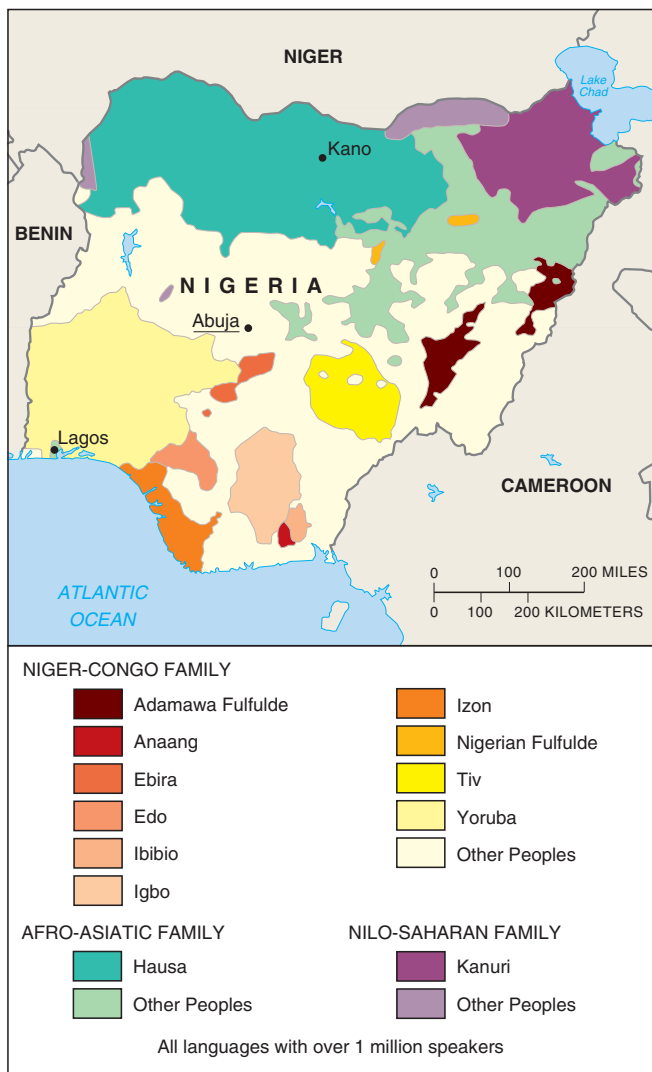 NIGER
Lake
Chad
Kano
BENIN
NIGERIA
Abuja
Lagos
CAMEROON
ATLANTIC
OCEAN
0 100 200 MILES
0 100 200 KILOMETERS
NIGER-CONGO FAMILY
Adamawa Fulfulde
Anaang
Ebira
Edo
Ibibio
Igbo
Izon
Nigerian Fulfulde
Tiv
Yoruba
Other Peoples
AFRO-ASIATIC FAMILY
Hausa
Other Peoples
NILO-SAHARAN FAMILY
Kanuri
Other Peoples
All languages with over 1 million speakers